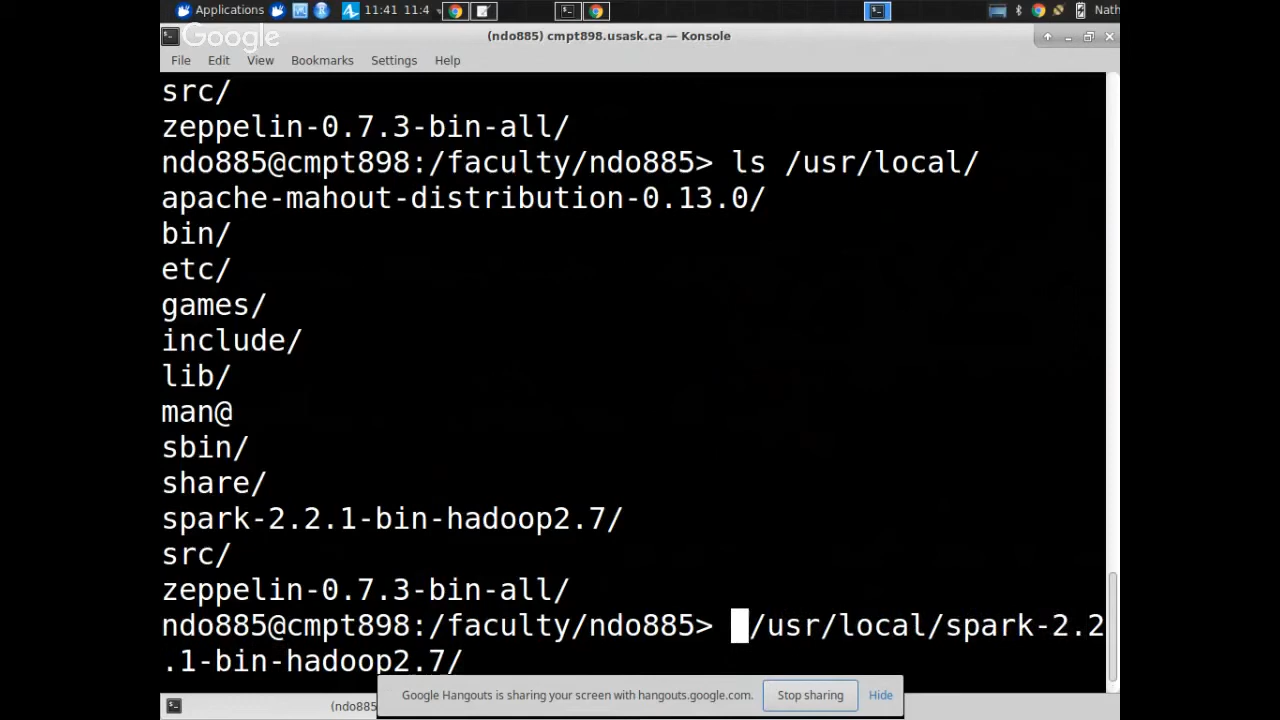 Applications 11:41 11:4 Nath
Google (ndo885) cmpt898.usask.ca — Konsole
File Edit View Bookmarks Settings Help
src/
zeppelin-0.7.3-bin-all/
ndo885@cmpt898:/faculty/ndo885> ls /usr/local/
apache-mahout-distribution-0.13.0/
bin/
etc/
games/
include/
lib/
man@
sbin/
share/
spark-2.2.1-bin-hadoop2.7/
src/
zeppelin-0.7.3-bin-all/
ndo885@cmpt898:/faculty/ndo885> /usr/local/spark-2.2
.1-bin-hadoop2.7/
Google Hangouts is sharing your screen with hangouts.google.com. Stop sharing Hide
(ndo885